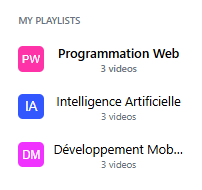 MY PLAYLISTS
PW
Programmation Web
3 videos
IA
Intelligence Artificielle
3 videos
DM
Développement Mob...
3 videos